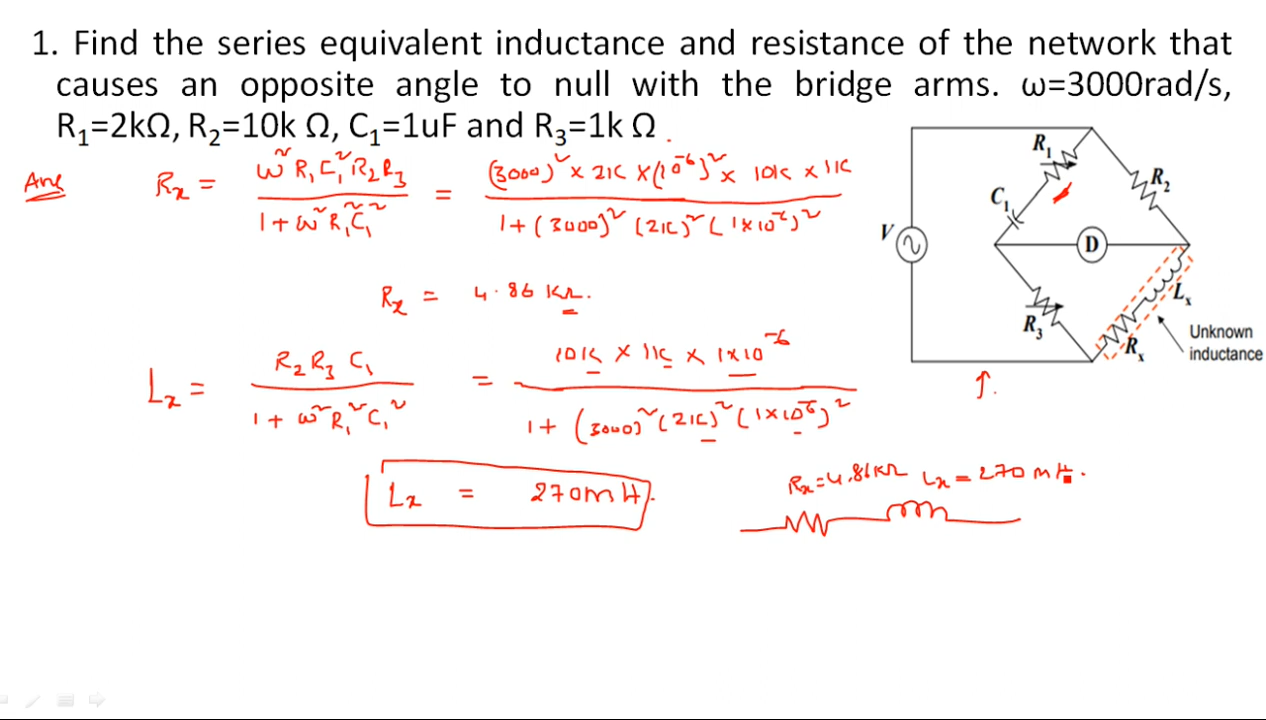 1. Find the series equivalent inductance and resistance of the network that
causes an opposite angle to null with the bridge arms. ω=3000rad/s,
R₁=2kΩ, R₂=10k Ω, C₁=1uF and R₃=1k Ω .
Ans Rx = ω²R₁C₁²R₂R₃ / 1+ω²R₁²C₁² = (3000)² x 2K x (10⁻⁶)² x 10K x 1K / 1+(3000)² (2K)² (1x10⁻⁶)²
Rx = 4.86 KΩ.
Lx = R₂R₃ C₁ / 1 + ω²R₁²C₁² = 10K x 1K x 1x10⁻⁶ / 1+ (3000)² (2K)² (1x10⁻⁶)²
Lx = 270mH.
Rx=4.86KΩ Lx=270mH.
R₁
R₂
C₁
V
D
R₃
Lx
Rx
Unknown
inductance